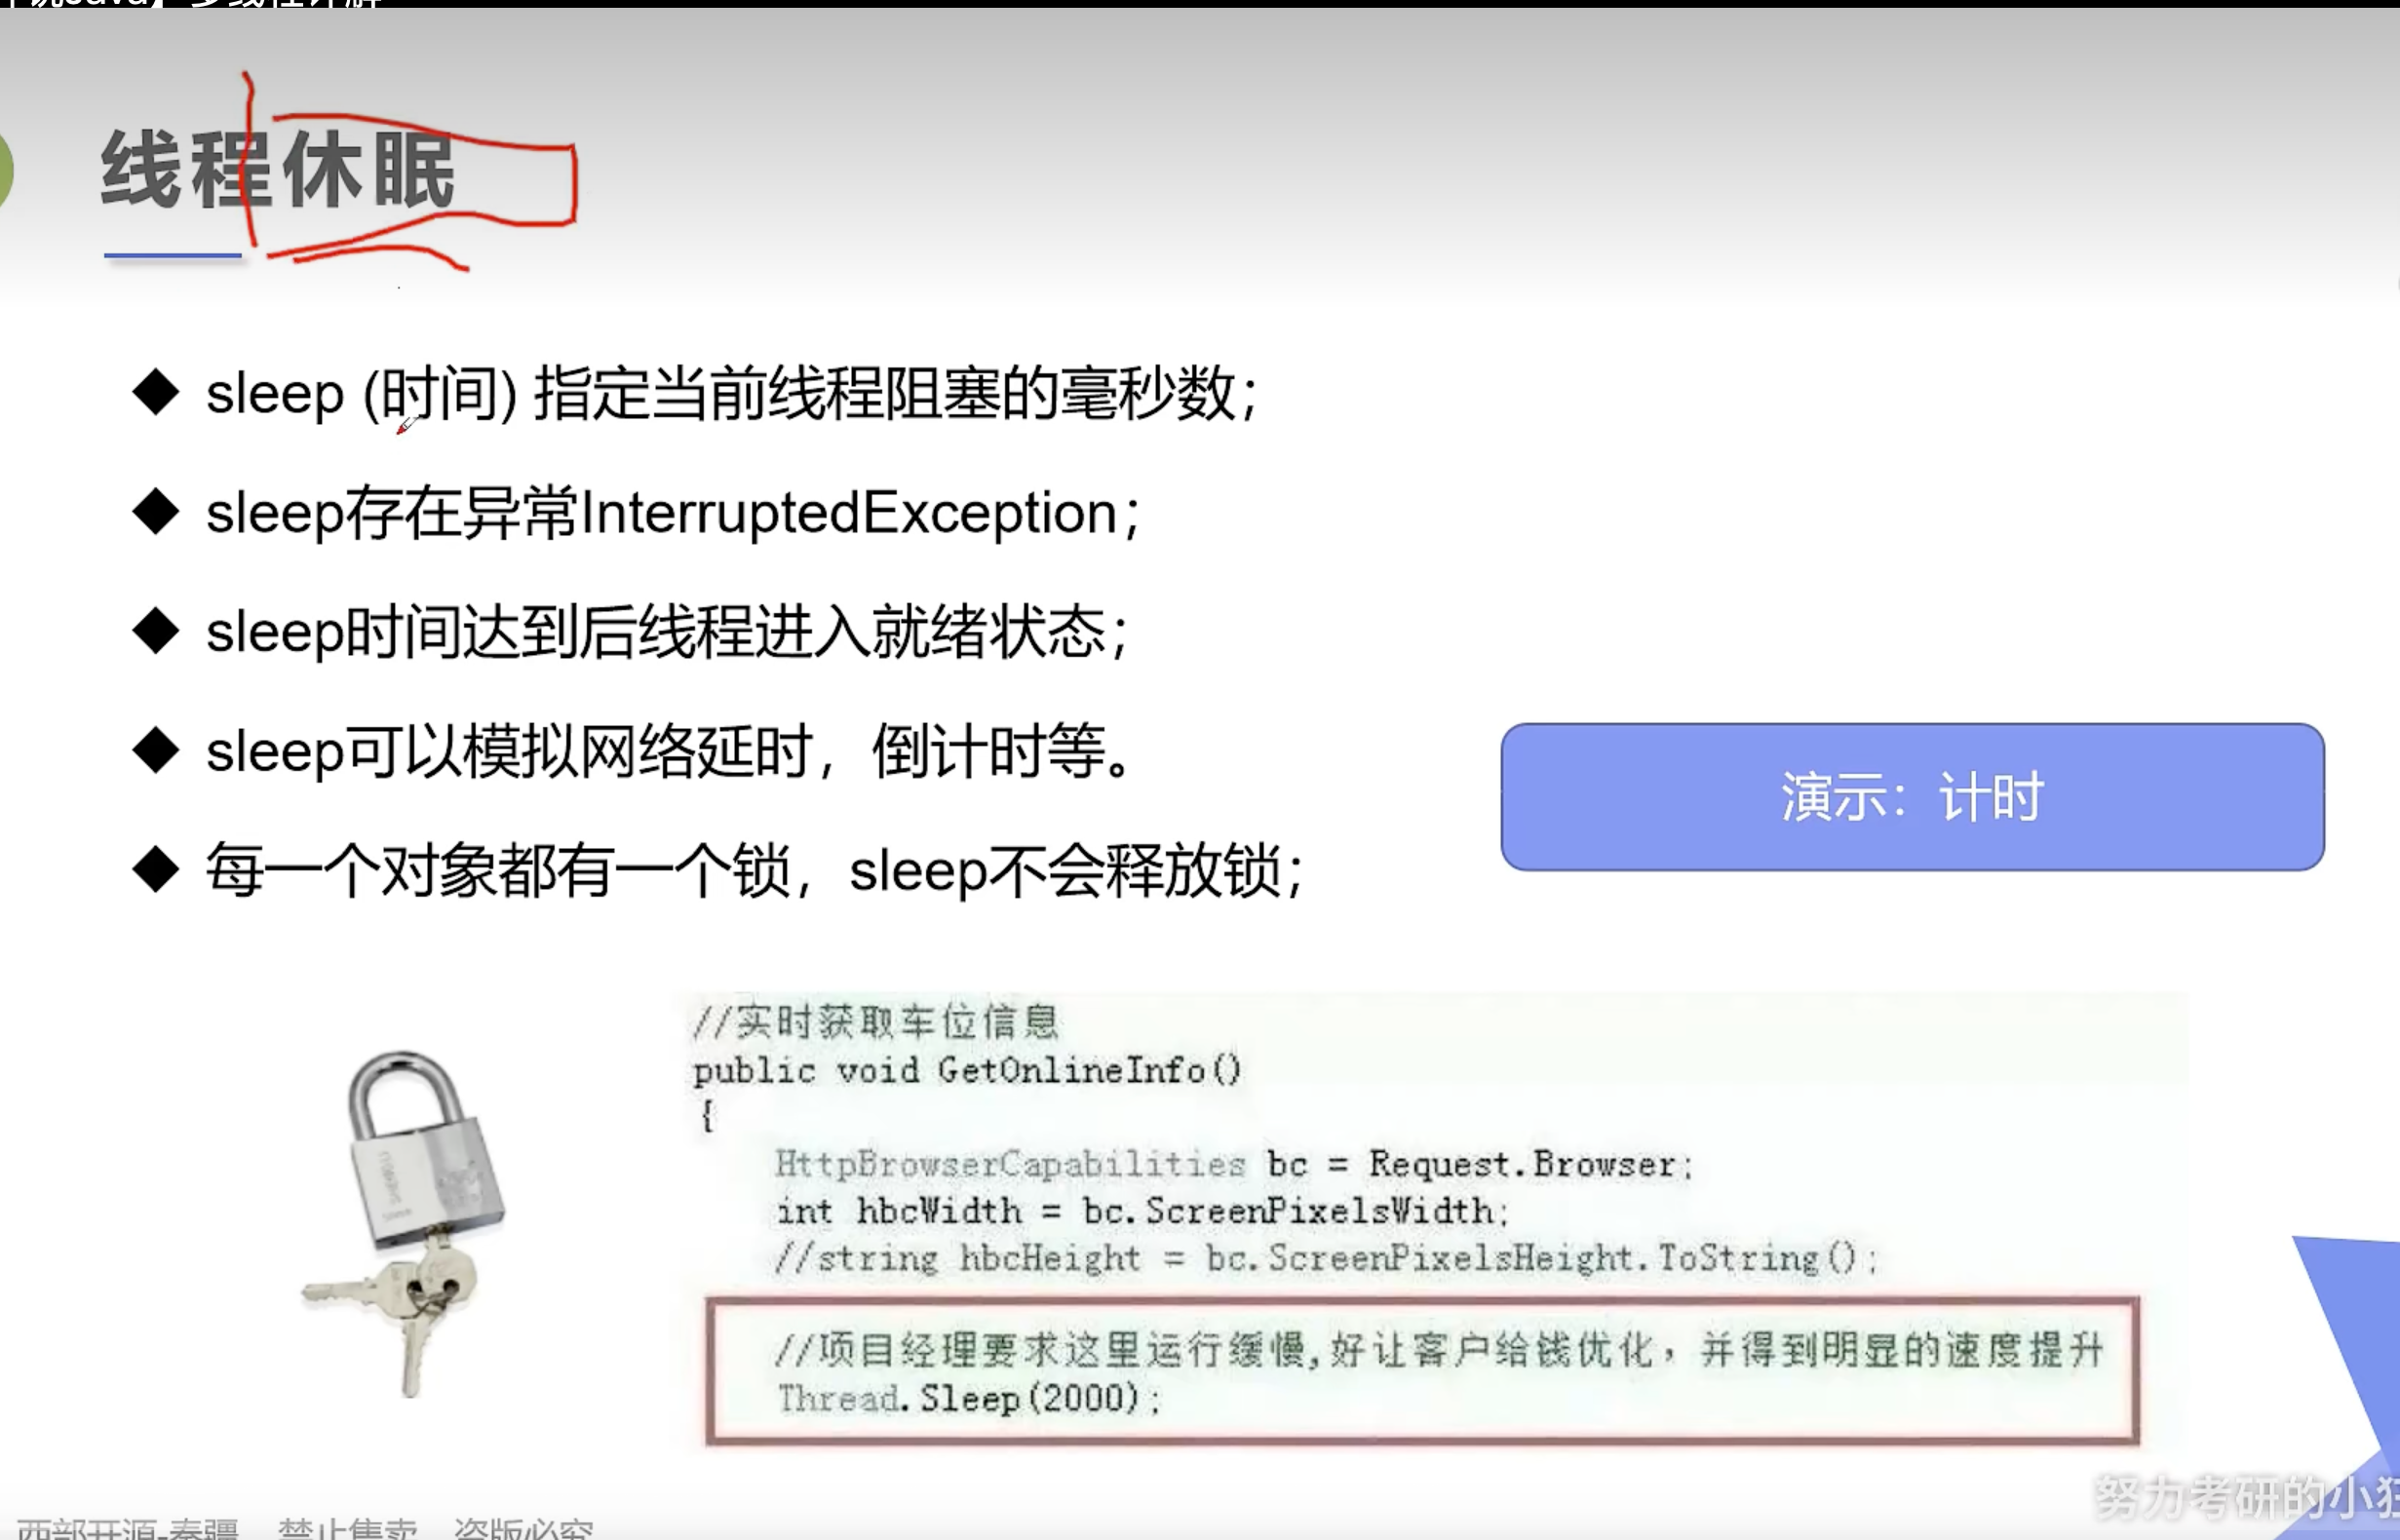 线程休眠
sleep (时间) 指定当前线程阻塞的毫秒数；
sleep存在异常InterruptedException；
sleep时间达到后线程进入就绪状态；
sleep可以模拟网络延时，倒计时等。
每一个对象都有一个锁，sleep不会释放锁；
演示：计时
//实时获取车位信息
public void GetOnlineInfo()
{
HttpBrowserCapabilities bc = Request.Browser;
int hbcWidth = bc.ScreenPixelsWidth;
//string hbcHeight = bc.ScreenPixelsHeight.ToString();
//项目经理要求这里运行缓慢,好让客户给钱优化，并得到明显的速度提升
Thread.Sleep(2000);
努力考研的小狂
西部开源-秦疆 禁止售卖 盗版必究